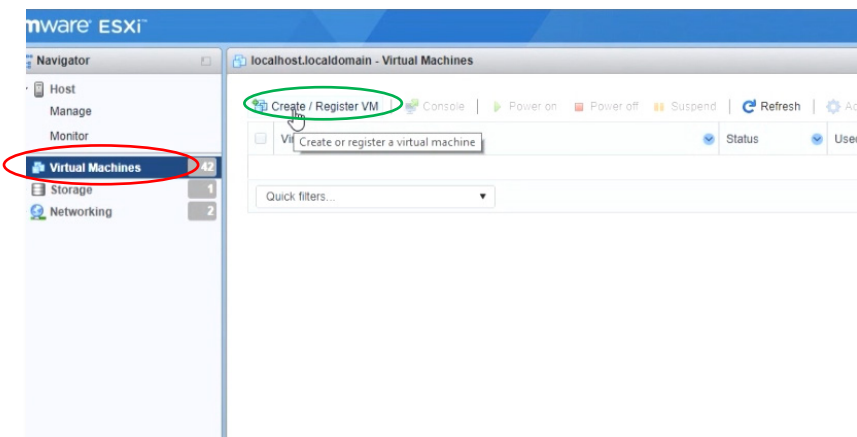 mware ESXi™
Navigator
localhost.localdomain - Virtual Machines
Host
Manage
Monitor
Virtual Machines 42
Storage 1
Networking 2
Create / Register VM | Console | Power on Power off Suspend | Refresh |
Create or register a virtual machine
Status
Quick filters...